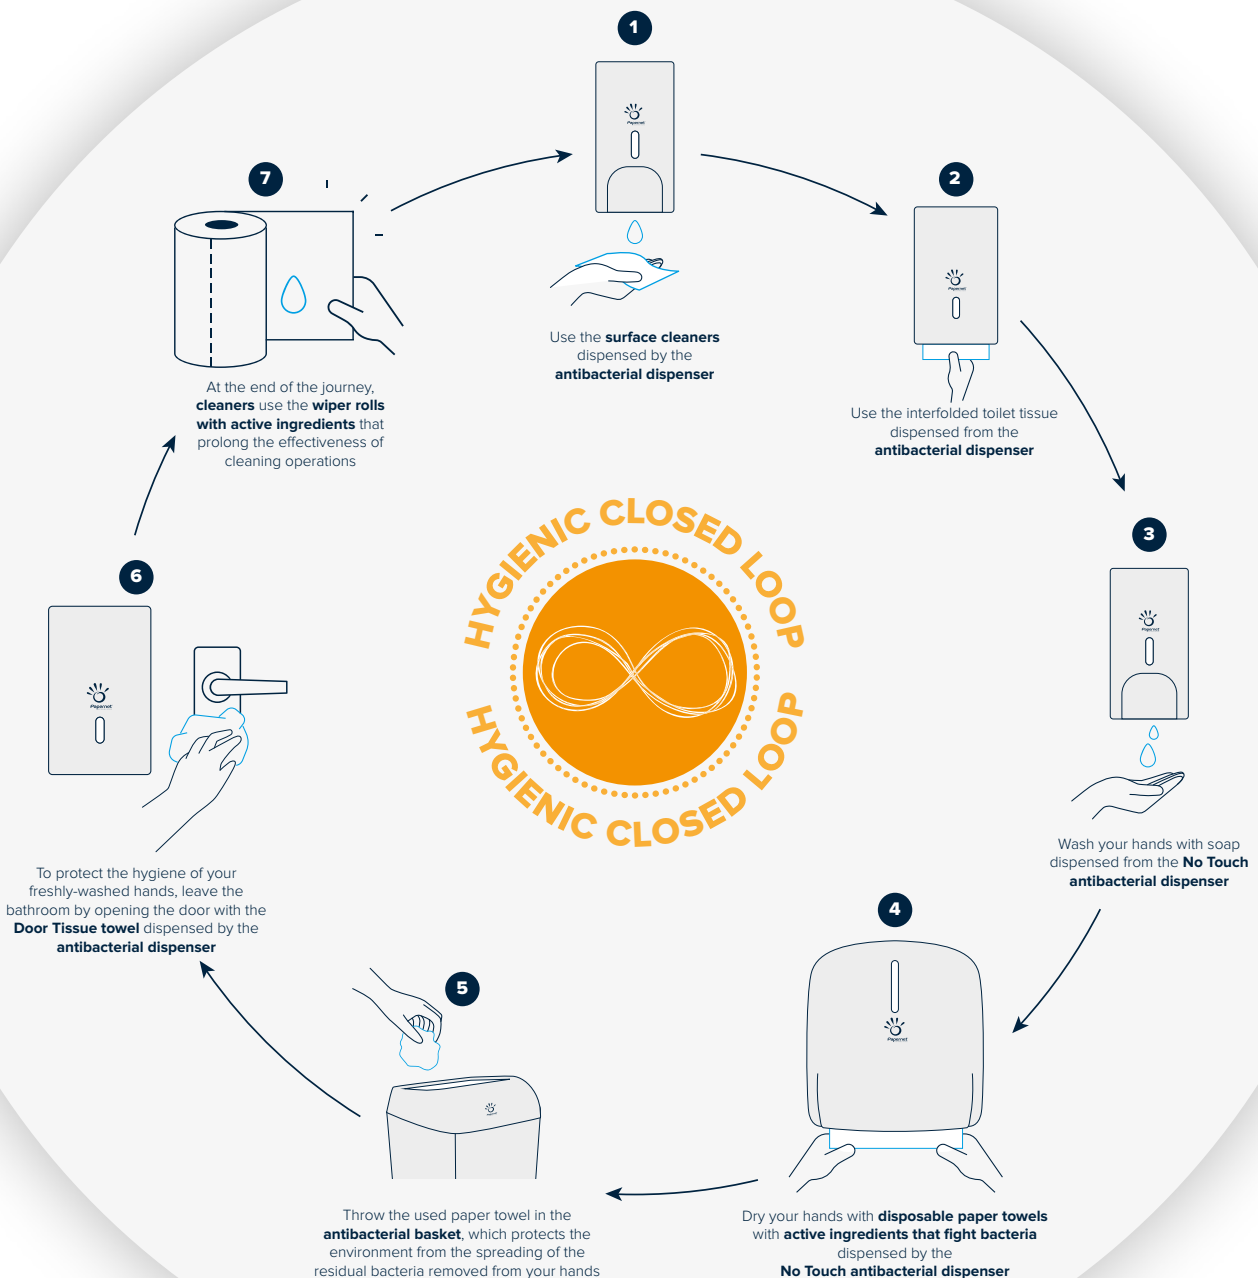 1
Papernet
Use the surface cleaners
dispensed by the
antibacterial dispenser
2
Papernet
Use the interfolded toilet tissue
dispensed from the
antibacterial dispenser
3
Papernet
Wash your hands with soap
dispensed from the No Touch
antibacterial dispenser
4
Papernet
Dry your hands with disposable paper towels
with active ingredients that fight bacteria
dispensed by the
No Touch antibacterial dispenser
5
Papernet
Throw the used paper towel in the
antibacterial basket, which protects the
environment from the spreading of the
residual bacteria removed from your hands
6
Papernet
To protect the hygiene of your
freshly-washed hands, leave the
bathroom by opening the door with the
Door Tissue towel dispensed by the
antibacterial dispenser
7
At the end of the journey,
cleaners use the wiper rolls
with active ingredients that
prolong the effectiveness of
cleaning operations
HYGIENIC CLOSED LOOP
HYGIENIC CLOSED LOOP